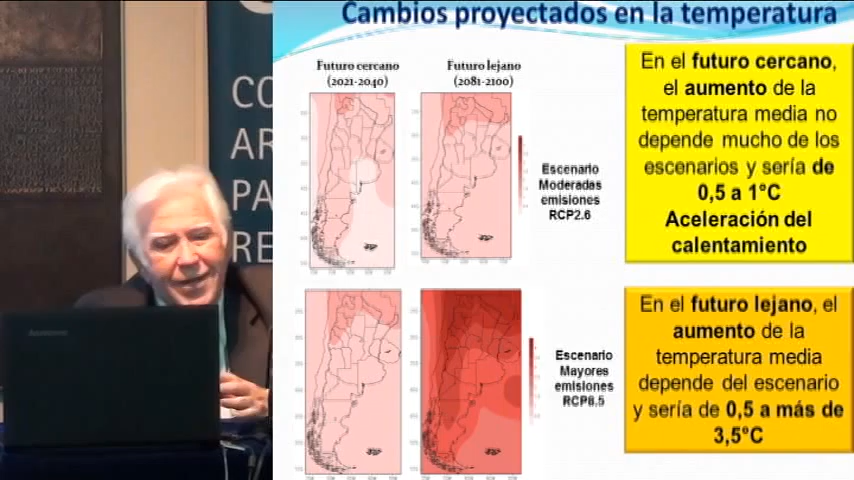 Cambios proyectados en la temperatura
CO
AR
PA
RE
Futuro cercano
(2021-2040)
Futuro lejano
(2081-2100)
Escenario
Moderadas
emisiones
RCP2.6
Escenario
Mayores
emisiones
RCP8.5
En el futuro cercano,
el aumento de la
temperatura media no
depende mucho de los
escenarios y sería de
0,5 a 1°C
Aceleración del
calentamiento
En el futuro lejano, el
aumento de la
temperatura media
depende del escenario
y sería de 0,5 a más de
3,5°C